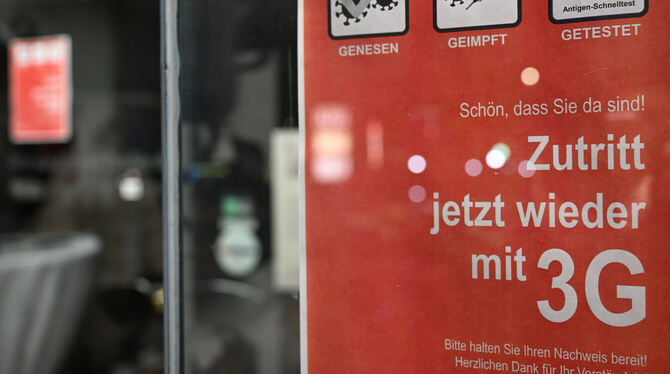 Antigen-Schnelltest
GENESEN GEIMPFT GETESTET
Schön, dass Sie da sind!
Zutritt
jetzt wieder
mit 3G
Bitte halten Sie Ihren Nachweis bereit!
Herzlichen Dank für Ihr Verständnis!